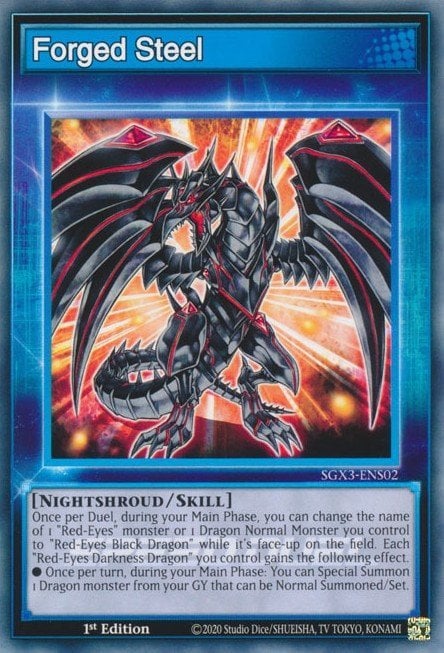 Forged Steel
SGX3-ENS02
[NIGHTSHROUD/SKILL]
Once per Duel, during your Main Phase, you can change the name
of 1 "Red-Eyes" monster or 1 Dragon Normal Monster you control
to "Red-Eyes Black Dragon" while it's face-up on the field. Each
"Red-Eyes Darkness Dragon" you control gains the following effect.
● Once per turn, during your Main Phase: You can Special Summon
1 Dragon monster from your GY that can be Normal Summoned/Set.
1st Edition
©2020 Studio Dice/SHUEISHA, TV TOKYO, KONAMI